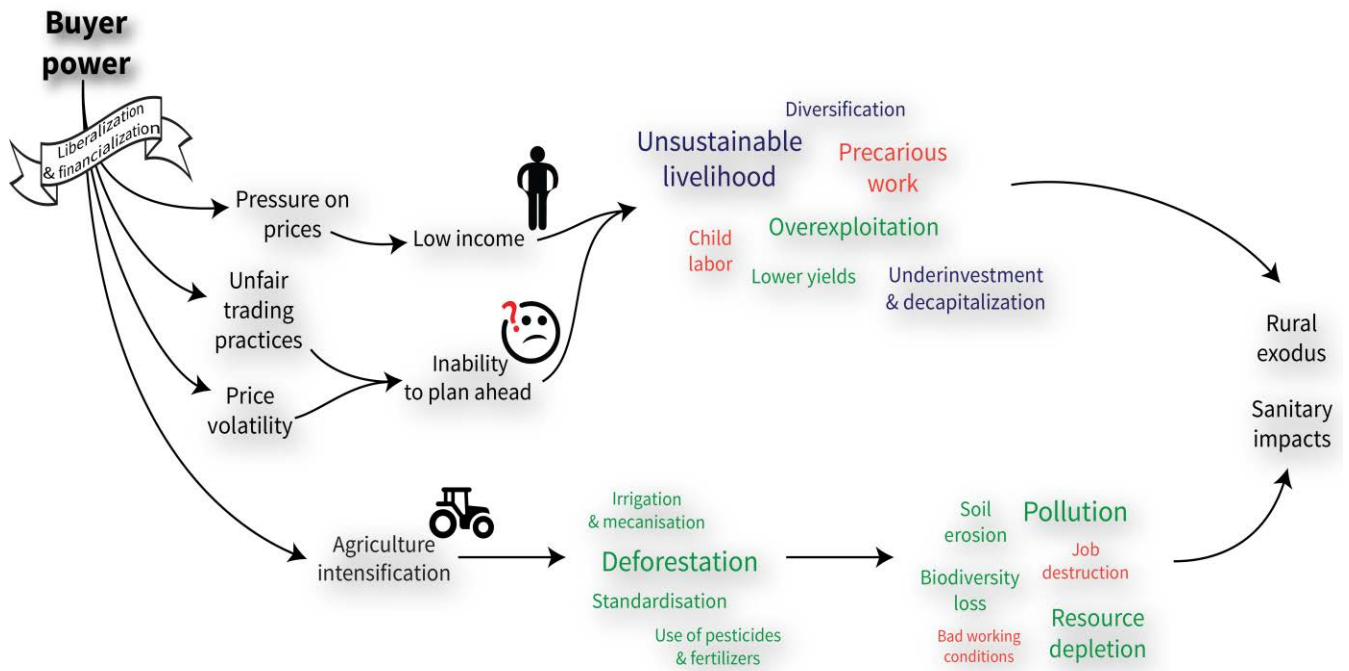 Buyer
power
Liberalization
& financialization
Pressure on
prices
Low income
Unfair
trading
practices
Price
volatility
?
Inability
to plan ahead
Diversification
Unsustainable
livelihood
Precarious
work
Overexploitation
Child
labor
Lower yields
Underinvestment
& decapitalization
Rural
exodus
Sanitary
impacts
Agriculture
intensification
Irrigation
& mecanisation
Deforestation
Standardisation
Use of pesticides
& fertilizers
Soil
erosion
Pollution
Job
destruction
Biodiversity
loss
Bad working
conditions
Resource
depletion